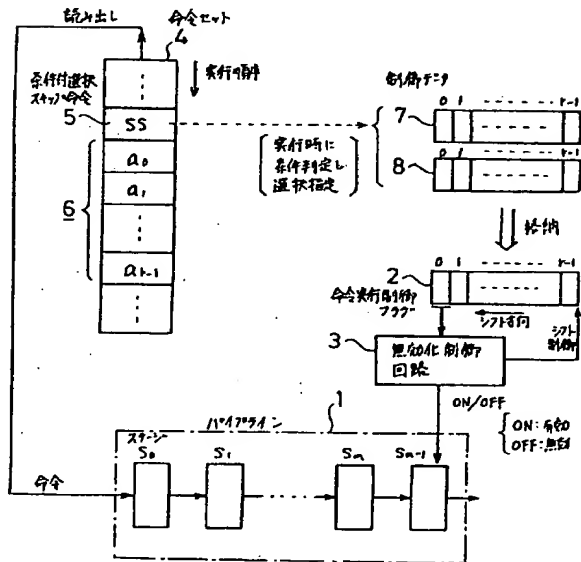 読み出し
命令セット
4
実行の順序
条件付選択
スキップ命令
5
SS
a₀
a₁
6
aᵣ₋₁
実行時に
条件判定し
選択指定
制御データ
0 1 r-1
7
8
格納
0 1 r-1
2
命令実行制御
フラグ
シフト方向
シフト
制御
3
無効化制御
回路
ON/OFF
ON:有効
OFF:無効
1
パイプライン
ステージ
S₀ S₁ Sₘ Sₙ₋₁
命令